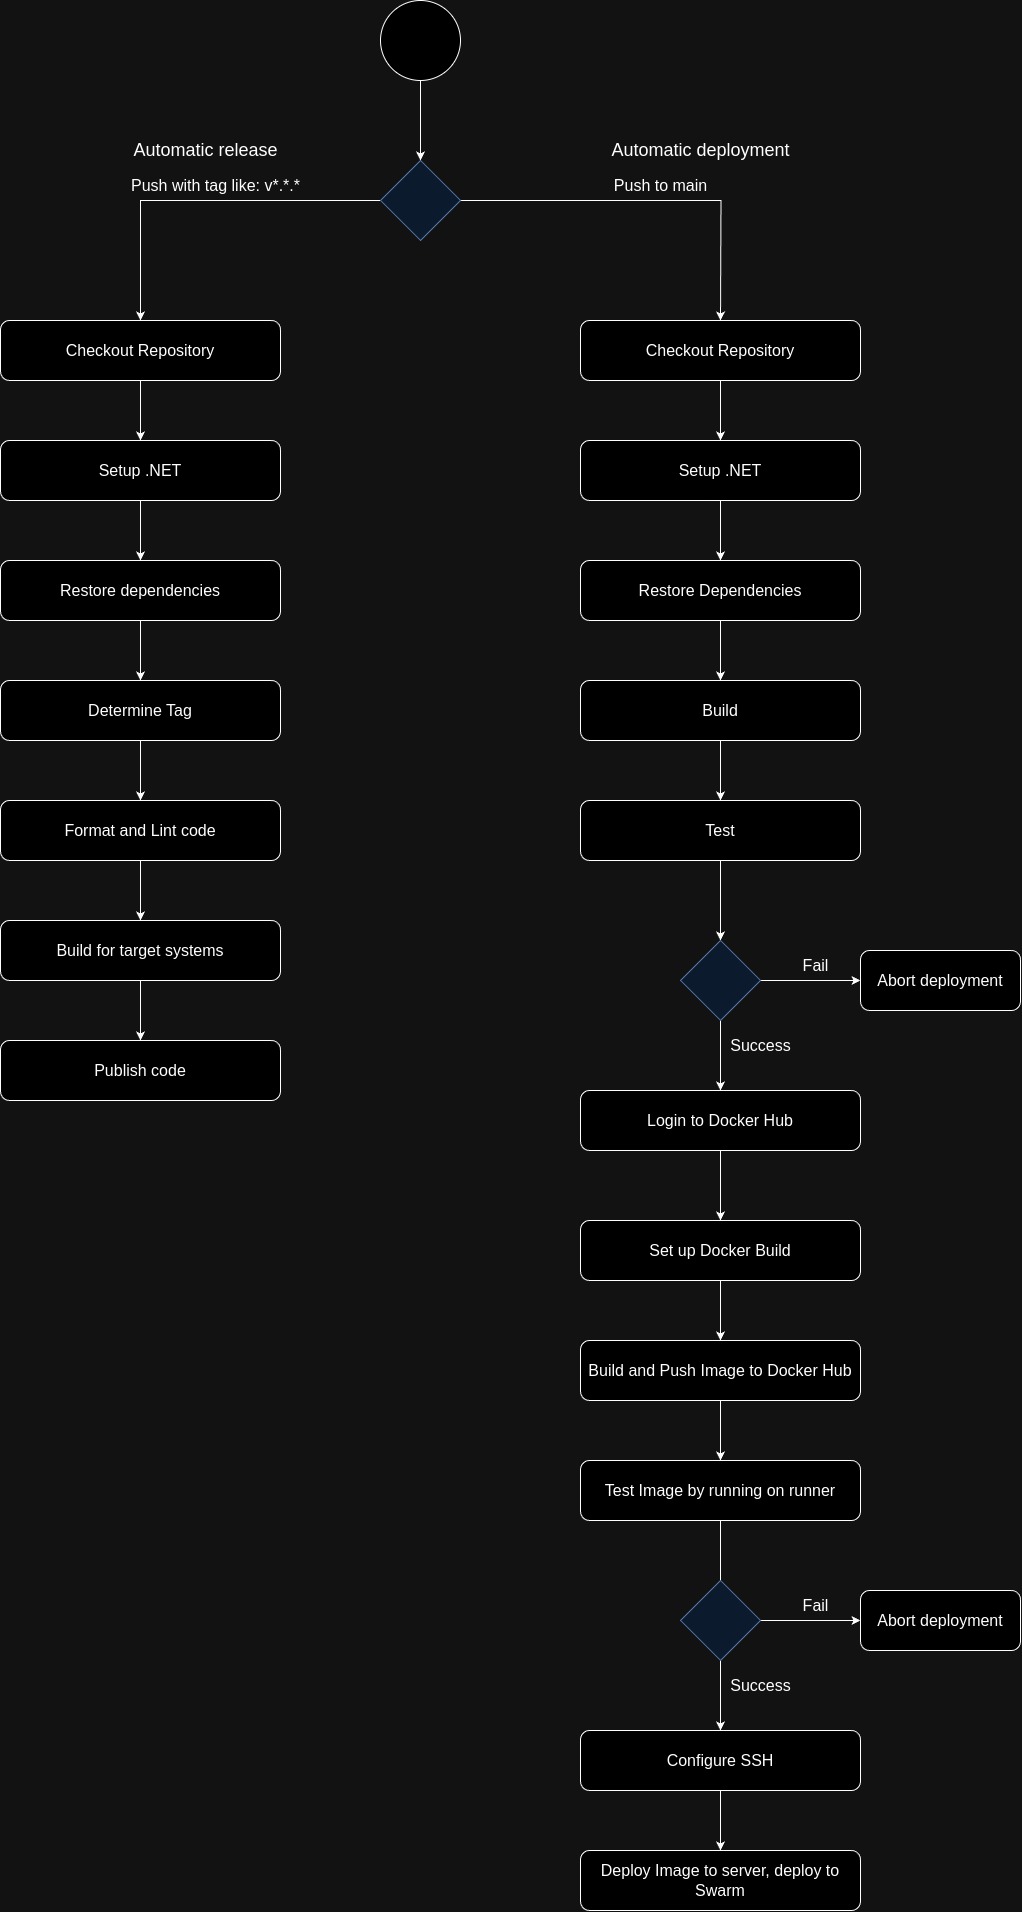 Automatic release
Push with tag like: v*.*.*
Automatic deployment
Push to main
Checkout Repository
Setup .NET
Restore dependencies
Determine Tag
Format and Lint code
Build for target systems
Publish code
Checkout Repository
Setup .NET
Restore Dependencies
Build
Test
Fail
Abort deployment
Success
Login to Docker Hub
Set up Docker Build
Build and Push Image to Docker Hub
Test Image by running on runner
Fail
Abort deployment
Success
Configure SSH
Deploy Image to server, deploy to
Swarm